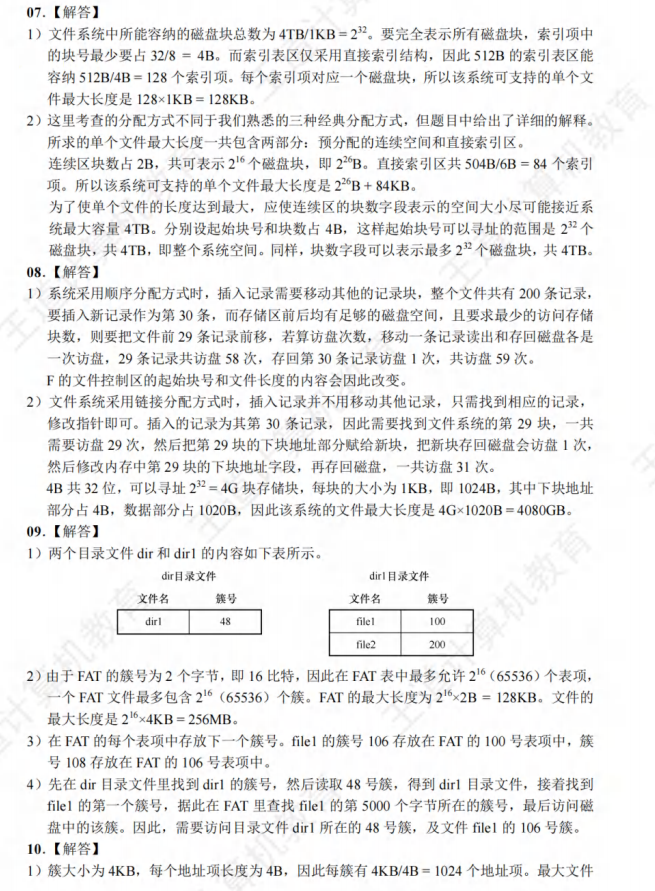 07.【解答】
1）文件系统中所能容纳的磁盘块总数为 4TB/1KB = 2³²。要完全表示所有磁盘块，索引项中
的块号最少要占 32/8 = 4B。而索引表区仅采用直接索引结构，因此 512B 的索引表区能
容纳 512B/4B = 128 个索引项。每个索引项对应一个磁盘块，所以该系统可支持的单个文
件最大长度是 128×1KB = 128KB。
2）这里考查的分配方式不同于我们熟悉的三种经典分配方式，但题目中给出了详细的解释。
所求的单个文件最大长度一共包含两部分：预分配的连续空间和直接索引区。
连续区块数占 2B，共可表示 2¹⁶ 个磁盘块，即 2²⁶B。直接索引区共 504B/6B = 84 个索引
项。所以该系统可支持的单个文件最大长度是 2²⁶B + 84KB。
为了使单个文件的长度达到最大，应使连续区的块数字段表示的空间大小尽可能接近系
统最大容量 4TB。分别设起始块号和块数占 4B，这样起始块号可以寻址的范围是 2³² 个
磁盘块，共 4TB，即整个系统空间。同样，块数字段可以表示最多 2³² 个磁盘块，共 4TB。
08.【解答】
1）系统采用顺序分配方式时，插入记录需要移动其他的记录块，整个文件共有 200 条记录，
要插入新记录作为第 30 条，而存储区前后均有足够的磁盘空间，且要求最少的访问存储
块数，则要把文件前 29 条记录前移，若算访盘次数，移动一条记录读出和存回磁盘各是
一次访盘，29 条记录共访盘 58 次，存回第 30 条记录访盘 1 次，共访盘 59 次。
F 的文件控制区的起始块号和文件长度的内容会因此改变。
2）文件系统采用链接分配方式时，插入记录并不用移动其他记录，只需找到相应的记录，
修改指针即可。插入的记录为其第 30 条记录，因此需要找到文件系统的第 29 块，一共
需要访盘 29 次，然后把第 29 块的下块地址部分赋给新块，把新块存回磁盘会访盘 1 次，
然后修改内存中第 29 块的下块地址字段，再存回磁盘，一共访盘 31 次。
4B 共 32 位，可以寻址 2³² = 4G 块存储块，每块的大小为 1KB，即 1024B，其中下块地址
部分占 4B，数据部分占 1020B，因此该系统的文件最大长度是 4G×1020B = 4080GB。
09.【解答】
1）两个目录文件 dir 和 dir1 的内容如下表所示。
dir目录文件
文件名 簇号
dir1 48
dir1目录文件
文件名 簇号
file1 100
file2 200
2）由于 FAT 的簇号为 2 个字节，即 16 比特，因此在 FAT 表中最多允许 2¹⁶（65536）个表项，
一个 FAT 文件最多包含 2¹⁶（65536）个簇。FAT 的最大长度为 2¹⁶×2B = 128KB。文件的
最大长度是 2¹⁶×4KB = 256MB。
3）在 FAT 的每个表项中存放下一个簇号。file1 的簇号 106 存放在 FAT 的 100 号表项中，簇
号 108 存放在 FAT 的 106 号表项中。
4）先在 dir 目录文件里找到 dir1 的簇号，然后读取 48 号簇，得到 dir1 目录文件，接着找到
file1 的第一个簇号，据此在 FAT 里查找 file1 的第 5000 个字节所在的簇号，最后访问磁
盘中的该簇。因此，需要访问目录文件 dir1 所在的 48 号簇，及文件 file1 的 106 号簇。
10.【解答】
1）簇大小为 4KB，每个地址项长度为 4B，因此每簇有 4KB/4B = 1024 个地址项。最大文件
王道计算机教育